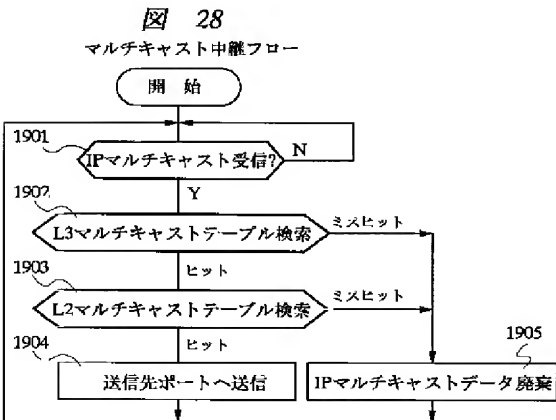 図 28
マルチキャスト中継フロー
開 始
1901
IPマルチキャスト受信?
N
Y
1902
L3マルチキャストテーブル検索
ミスヒット
ヒット
1903
L2マルチキャストテーブル検索
ミスヒット
ヒット
1904
送信先ポートへ送信
1905
IPマルチキャストデータ廃棄